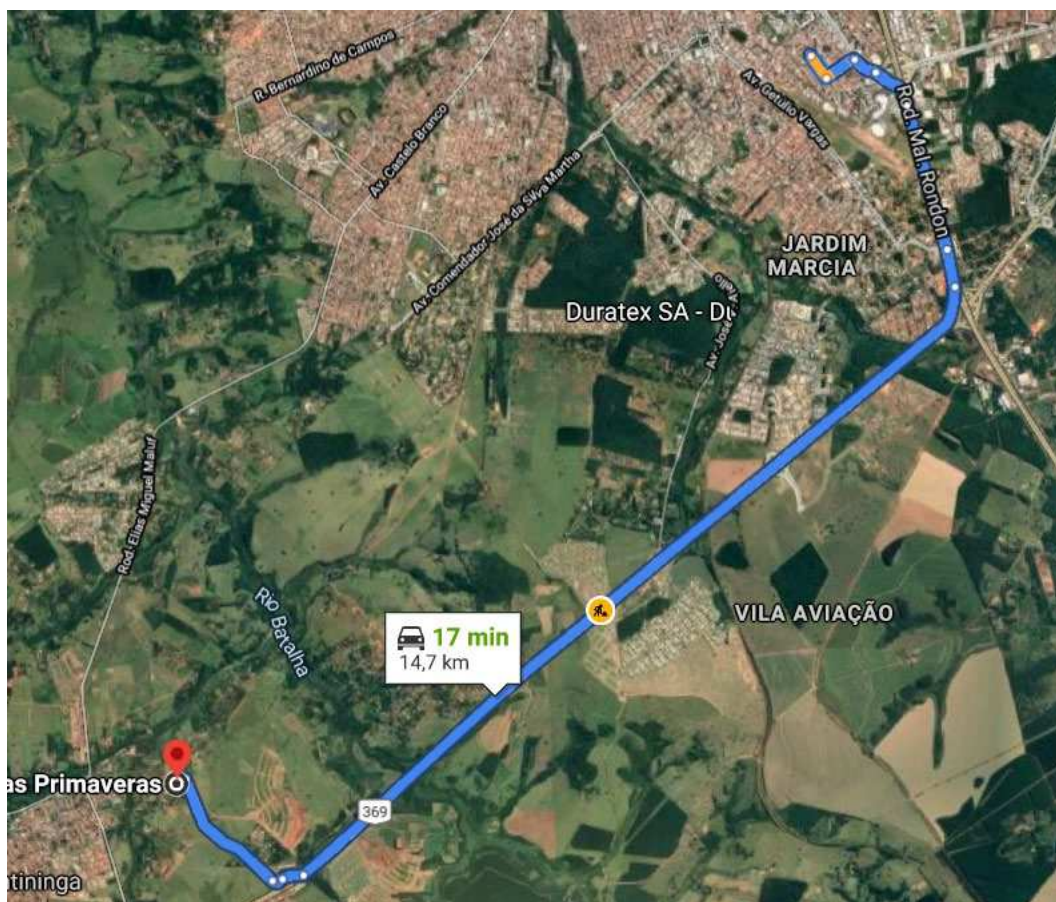 R. Bernardino de Campos
Av. Castelo Branco
Av. Comendador José da Silva Martha
Av. Getúlio Vargas
Rod. Mal. Rondon
JARDIM
MARCIA
Duratex SA - Du
Av. José
Rod. Elias Miguel Maluf
Rio Batalha
VILA AVIAÇÃO
17 min
14,7 km
as Primaveras
369
tininga